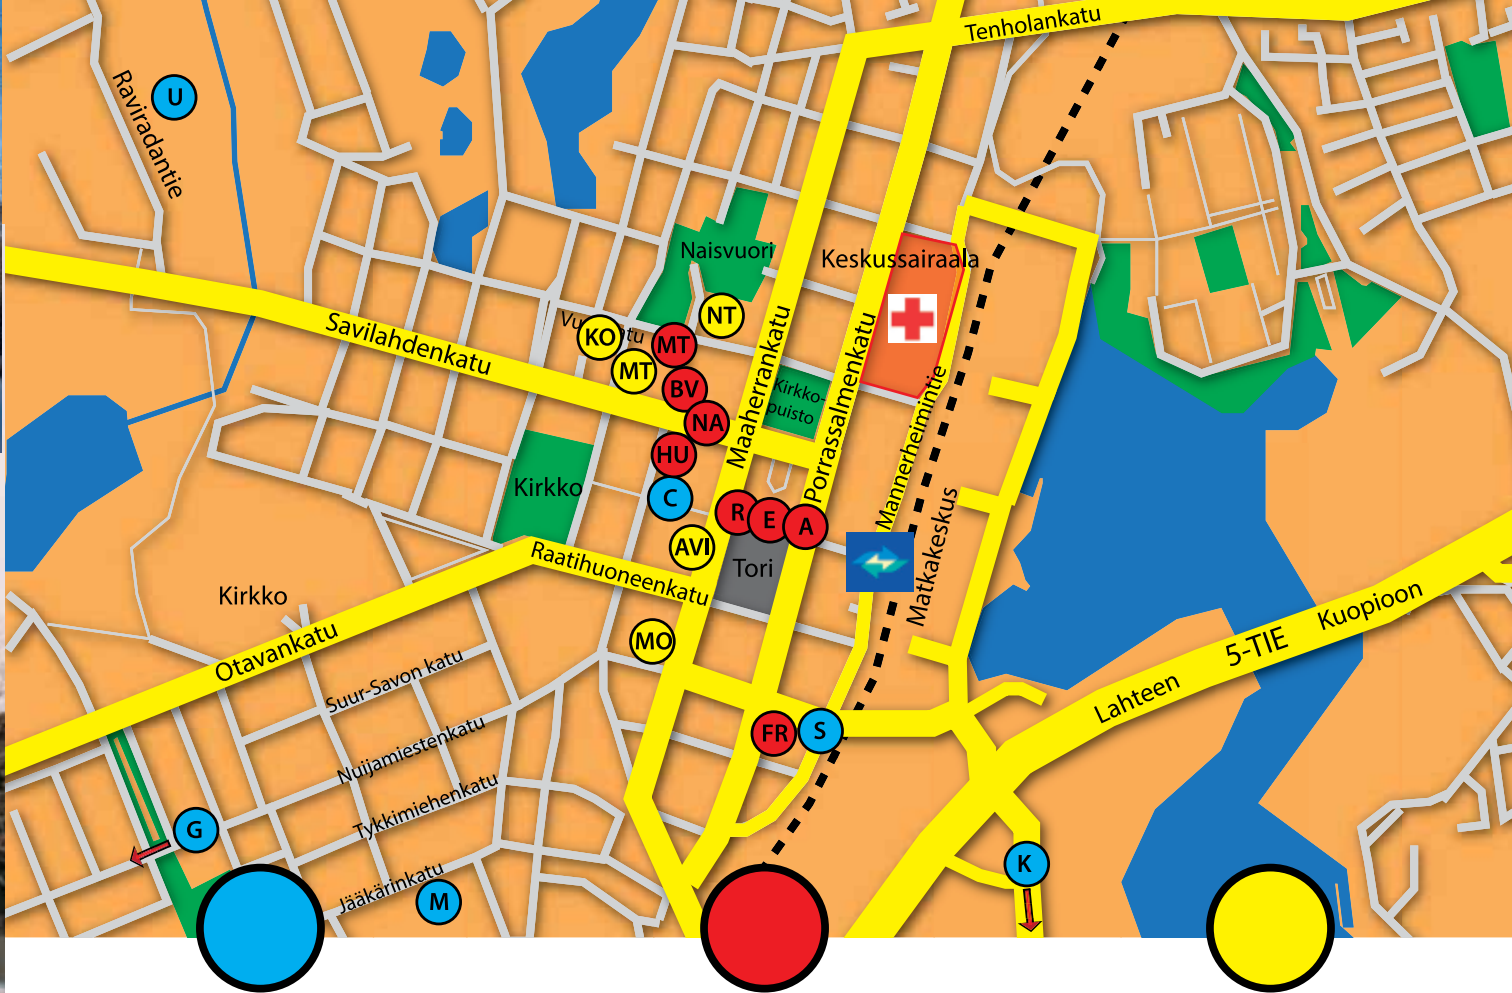 Tenholankatu
Raviradantie
U
Naisvuori
Keskussairaala
NT
KO
MT
MT
Savilahdenkatu
BV
NA
Maaherrankatu
Kirkko-
puisto
Porrassalmenkatu
Mannerheimintie
HU
Kirkko
C
R
E
A
AVI
Tori
Matkakeskus
Raatihuoneenkatu
Kirkko
Otavankatu
MO
Suur-Savon katu
5-TIE
Kuopioon
Lahteen
FR
S
Nuijamiestenkatu
Tykkimiehenkatu
G
Jääkärinkatu
M
K